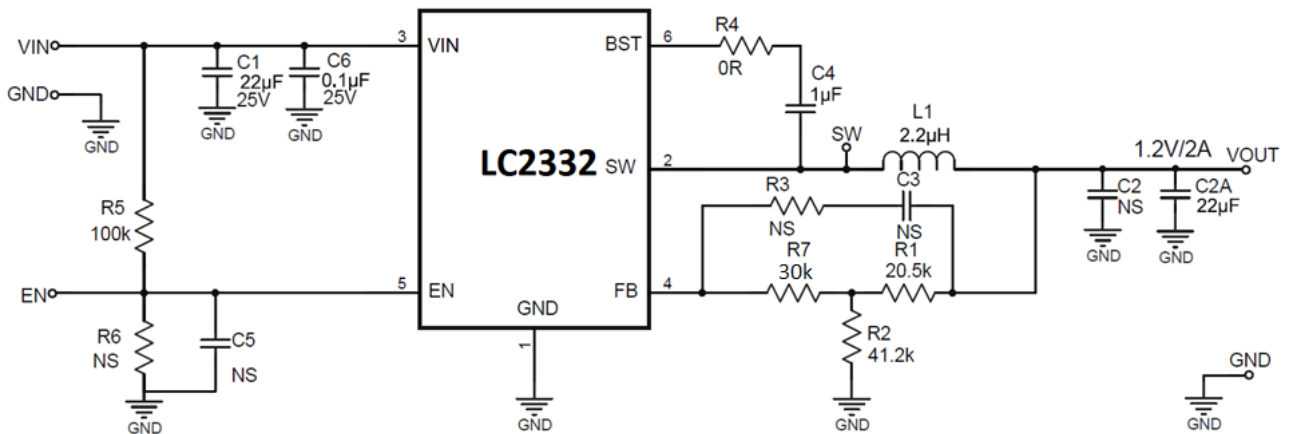 VIN
GND
GND
C1
22µF
25V
GND
C6
0.1µF
25V
GND
3
VIN
BST
6
R4
0R
C4
1µF
LC2332
SW
2
SW
L1
2.2µH
1.2V/2A
VOUT
C2
NS
GND
C2A
22µF
GND
R3
NS
C3
NS
R5
100k
R7
30k
R1
20.5k
EN
5
EN
FB
4
GND
1
GND
R6
NS
C5
NS
GND
R2
41.2k
GND
GND
GND